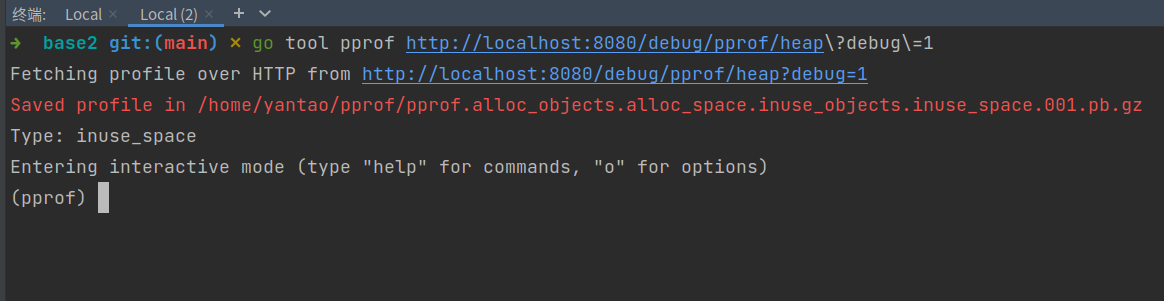 终端: Local × Local (2) × + ∨
➜ base2 git:(main) × go tool pprof http://localhost:8080/debug/pprof/heap\?debug\=1
Fetching profile over HTTP from http://localhost:8080/debug/pprof/heap?debug=1
Saved profile in /home/yantao/pprof/pprof.alloc_objects.alloc_space.inuse_objects.inuse_space.001.pb.gz
Type: inuse_space
Entering interactive mode (type "help" for commands, "o" for options)
(pprof)